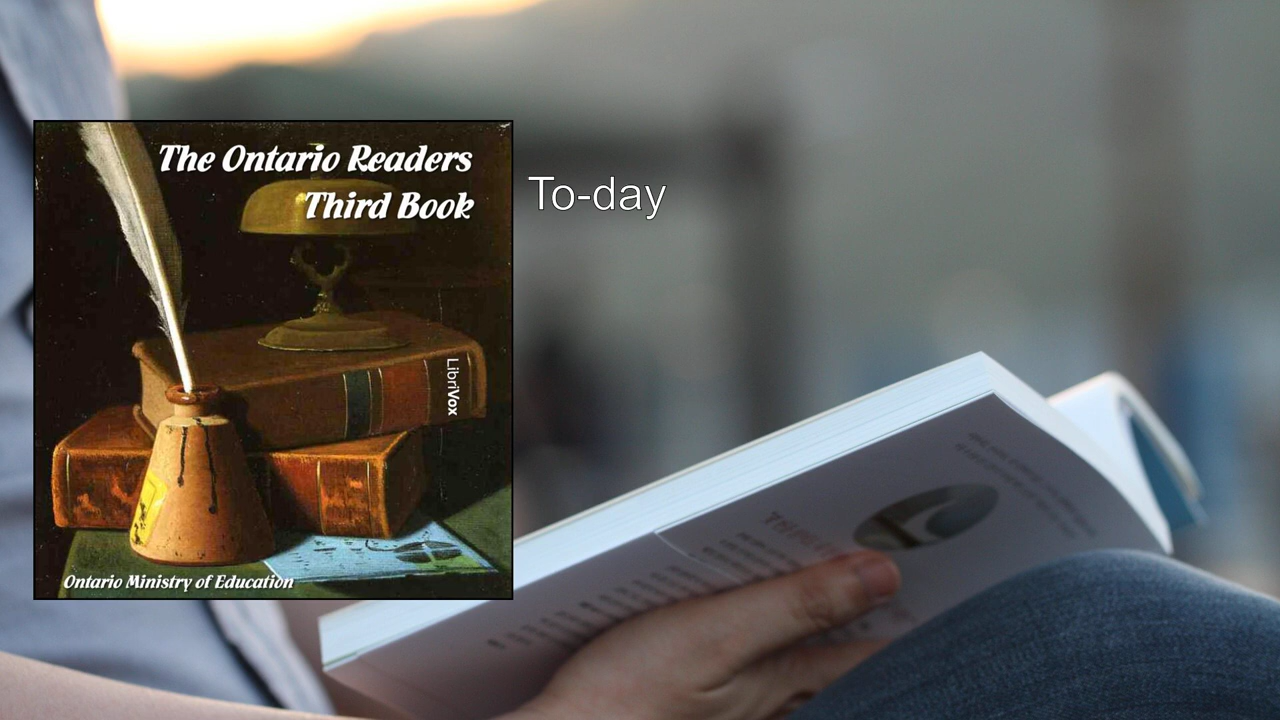 The Ontario Readers
Third Book
To-day
LibriVox
Ontario Ministry of Education